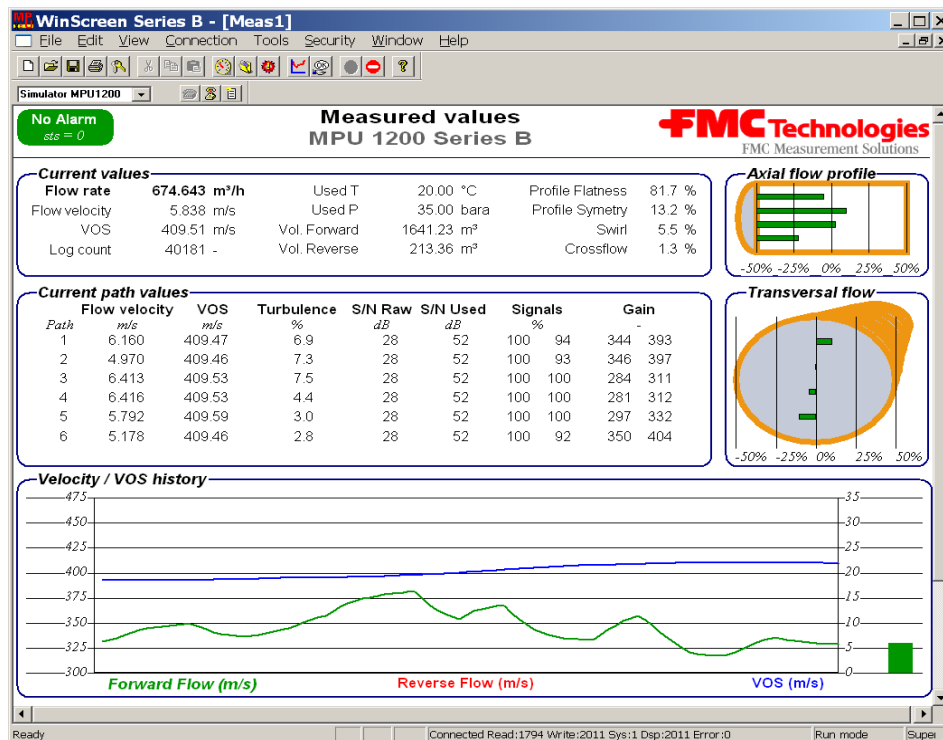 WinScreen Series B - [Meas1]
File Edit View Connection Tools Security Window Help
Simulator MPU1200
No Alarm
sts = 0
Measured values
MPU 1200 Series B
FMC Technologies
FMC Measurement Solutions
Current values
Flow rate 674.643 m³/h Used T 20.00 °C Profile Flatness 81.7 %
Flow velocity 5.838 m/s Used P 35.00 bara Profile Symetry 13.2 %
VOS 409.51 m/s Vol. Forward 1641.23 m³ Swirl 5.5 %
Log count 40181 - Vol. Reverse 213.36 m³ Crossflow 1.3 %
Axial flow profile
-50% -25% 0% 25% 50%
Current path values
Flow velocity VOS Turbulence S/N Raw S/N Used Signals Gain
Path m/s m/s % dB dB % -
1 6.160 409.47 6.9 28 52 100 94 344 393
2 4.970 409.46 7.3 28 52 100 93 346 397
3 6.413 409.53 7.5 28 52 100 100 284 311
4 6.416 409.53 4.4 28 52 100 100 281 312
5 5.792 409.59 3.0 28 52 100 100 297 332
6 5.178 409.46 2.8 28 52 100 92 350 404
Transversal flow
-50% -25% 0% 25% 50%
Velocity / VOS history
475 35
450 30
425 25
400 20
375 15
350 10
325 5
300 0
Forward Flow (m/s) Reverse Flow (m/s) VOS (m/s)
Ready Connected Read:1794 Write:2011 Sys:1 Dsp:2011 Error:0 Run mode